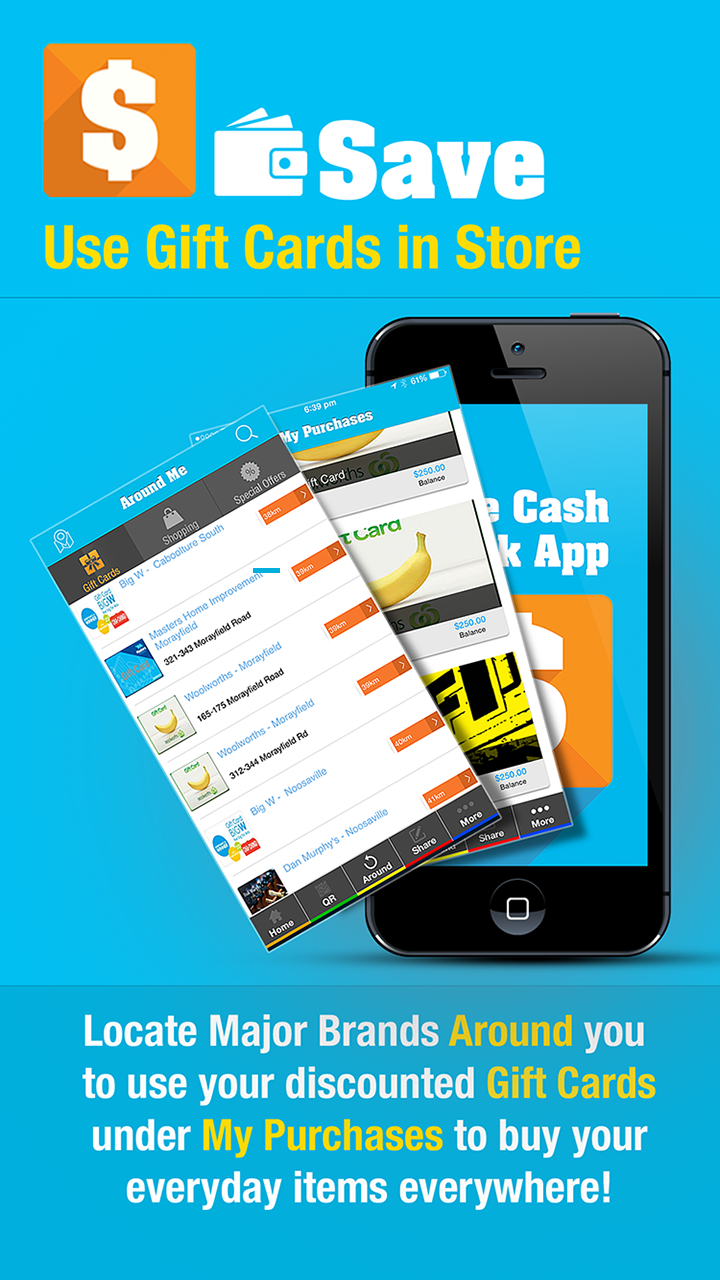 $
Save
Use Gift Cards in Store
6:39 pm
61%
My Purchases
ift Card
$250.00
Balance
t Card
$250.00
Balance
$250.00
Balance
Share
More
Around Me
Gift Cards
Shopping
Special Offers
Big W - Caboolture South
38km
Masters Home Improvement -
Morayfield
321-343 Morayfield Road
39km
Woolworths - Morayfield
165-175 Morayfield Road
39km
Woolworths - Morayfield
312-344 Morayfield Rd
39km
Big W - Noosaville
40km
Dan Murphy's - Noosaville
41km
Home
QR
Around
Share
More
e Cash
k App
Locate Major Brands Around you
to use your discounted Gift Cards
under My Purchases to buy your
everyday items everywhere!